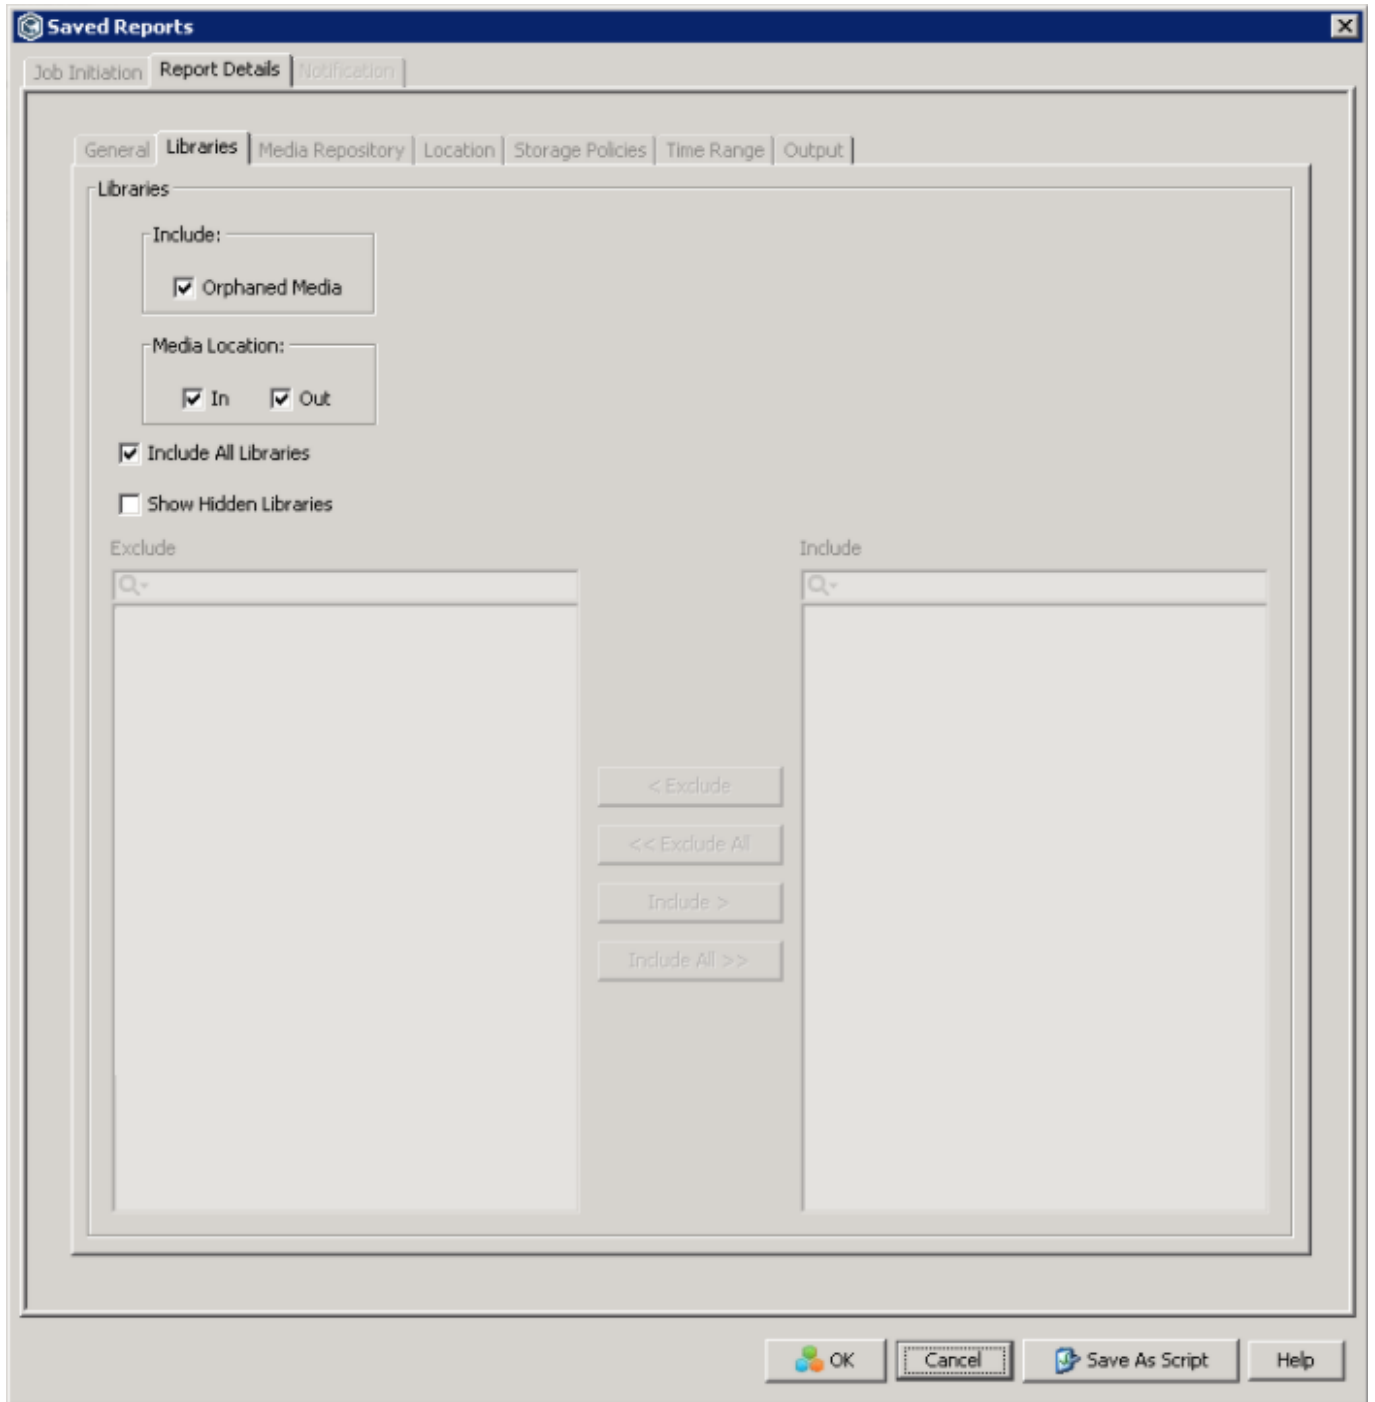 Saved Reports
Job Initiation Report Details Notification
General Libraries Media Repository Location Storage Policies Time Range Output
Libraries
Include:
Orphaned Media
Media Location:
In Out
Include All Libraries
Show Hidden Libraries
Exclude Include
< Exclude
<< Exclude All
Include >
Include All >>
OK Cancel Save As Script Help